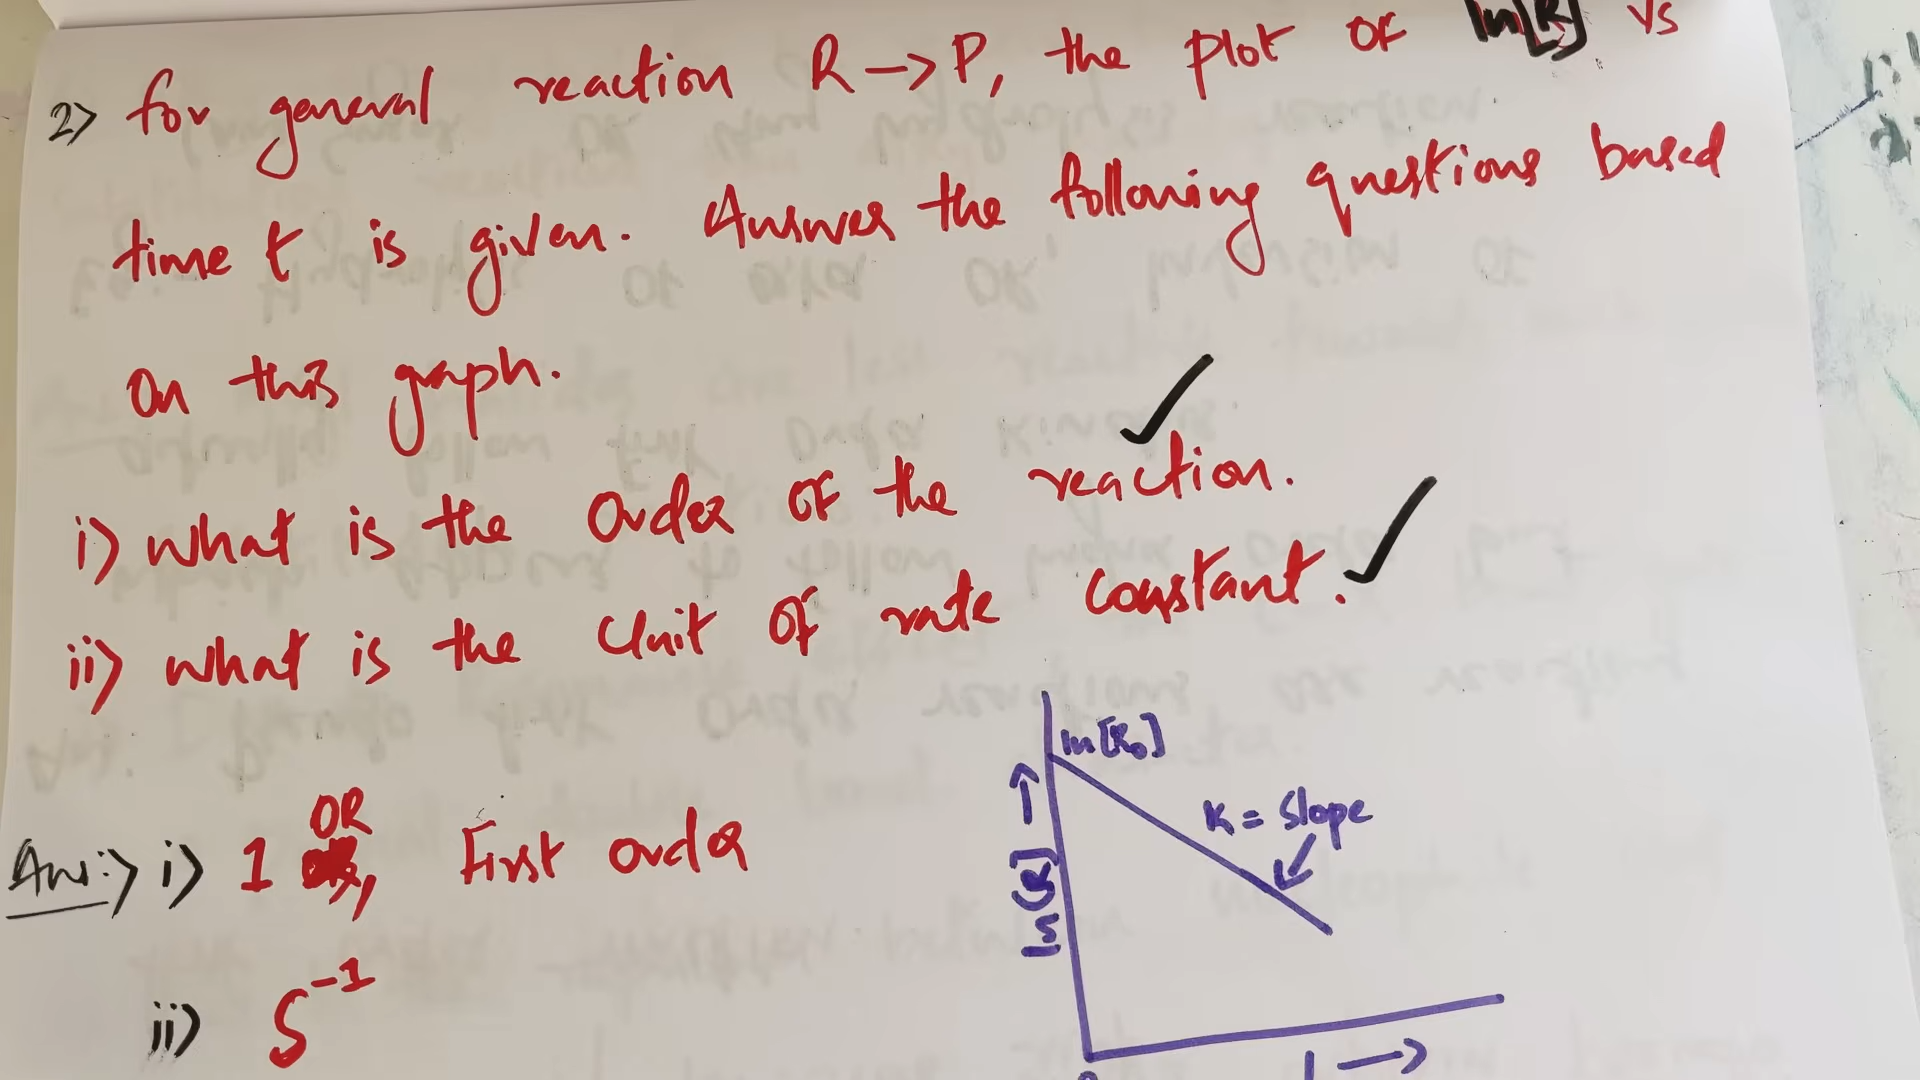 2) for general reaction R → P, the plot of ln[R] vs
time t is given. Answer the following questions based
on this graph.
i) what is the order of the reaction.
ii) what is the unit of rate constant.
Ans:) i) 1 OR, First order
ii) S⁻¹
ln[R₀]
K = Slope
ln(R] →